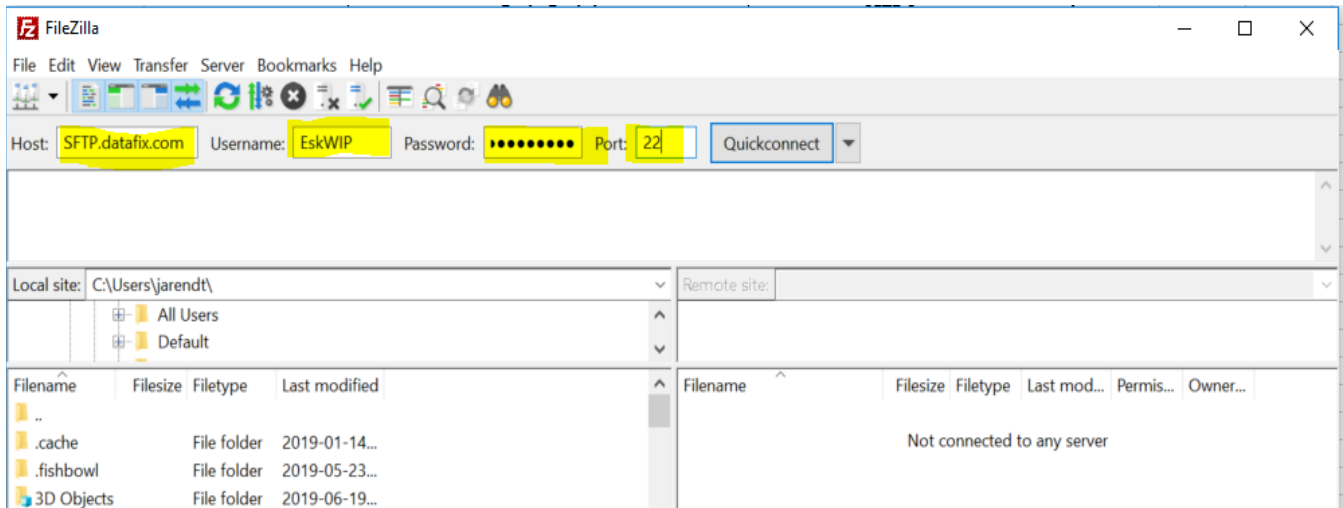 FileZilla
File Edit View Transfer Server Bookmarks Help
Host: SFTP.datafix.com Username: EskWIP Password: ●●●●●●●●● Port: 22 Quickconnect
Local site: C:\Users\jarendt\ Remote site:
All Users
Default
Filename Filesize Filetype Last modified Filename Filesize Filetype Last mod... Permis... Owner...
..
.cache File folder 2019-01-14... Not connected to any server
.fishbowl File folder 2019-05-23...
3D Objects File folder 2019-06-19...